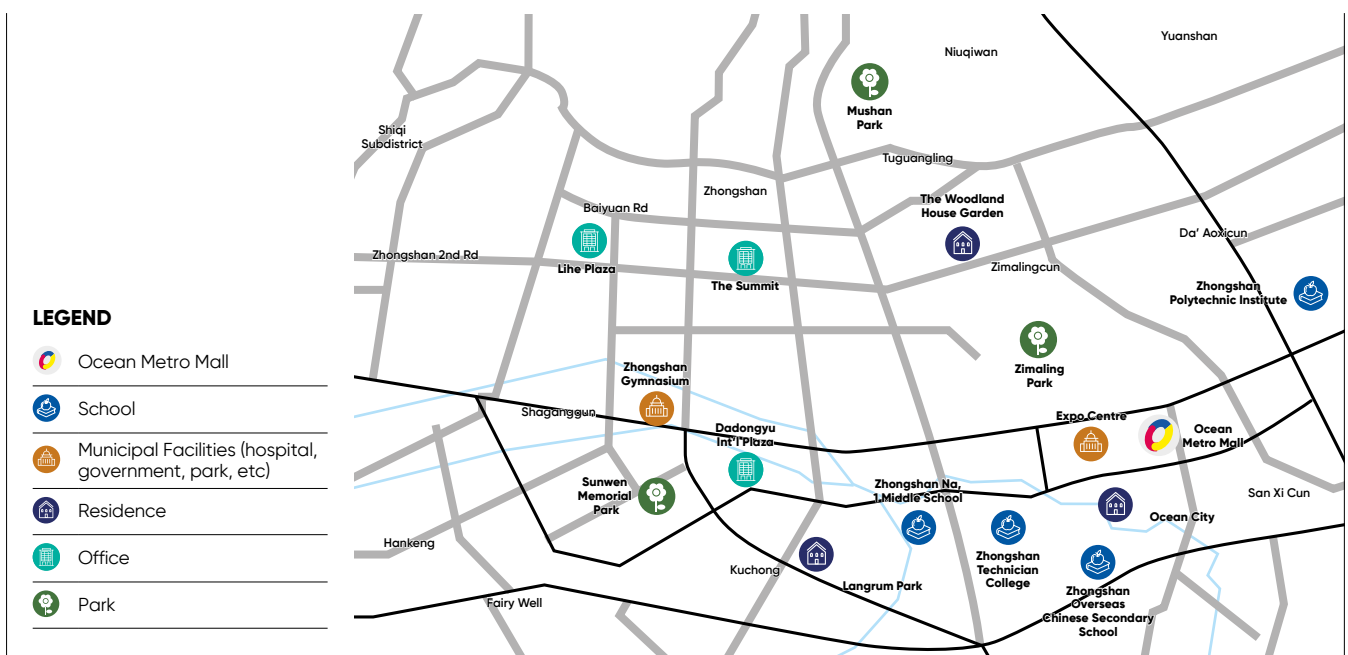 Niuqiwan
Yuanshan
Mushan
Park
Shiqi
Subdistrict
Tuguangling
Zhongshan
The Woodland
House Garden
Baiyuan Rd
Da' Aoxicun
Zhongshan 2nd Rd
Lihe Plaza
The Summit
Zimalingcun
Zhongshan
Polytechnic Institute
LEGEND
Ocean Metro Mall
School
Municipal Facilities (hospital,
government, park, etc)
Residence
Office
Park
Zhongshan
Gymnasium
Zimaling
Park
Shaganggun
Dadongyu
Int'l Plaza
Expo Centre
Ocean
Metro Mall
Sunwen
Memorial
Park
Zhongshan Na,
1.Middle School
San Xi Cun
Ocean City
Hankeng
Kuchong
Langrum Park
Zhongshan
Technician
College
Zhongshan
Overseas
Chinese Secondary
School
Fairy Well